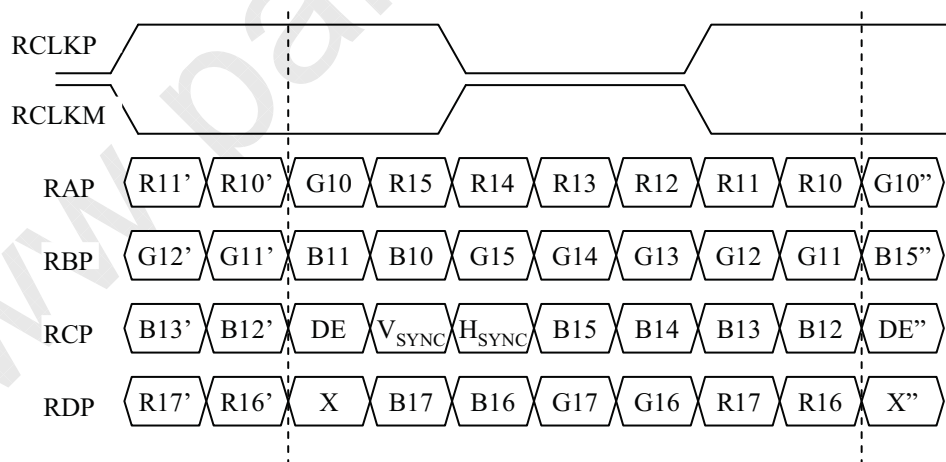 RCLKP
RCLKM
RAP R11’ R10’ G10 R15 R14 R13 R12 R11 R10 G10”
RBP G12’ G11’ B11 B10 G15 G14 G13 G12 G11 B15”
RCP B13’ B12’ DE VSYNC HSYNC B15 B14 B13 B12 DE”
RDP R17’ R16’ X B17 B16 G17 G16 R17 R16 X”